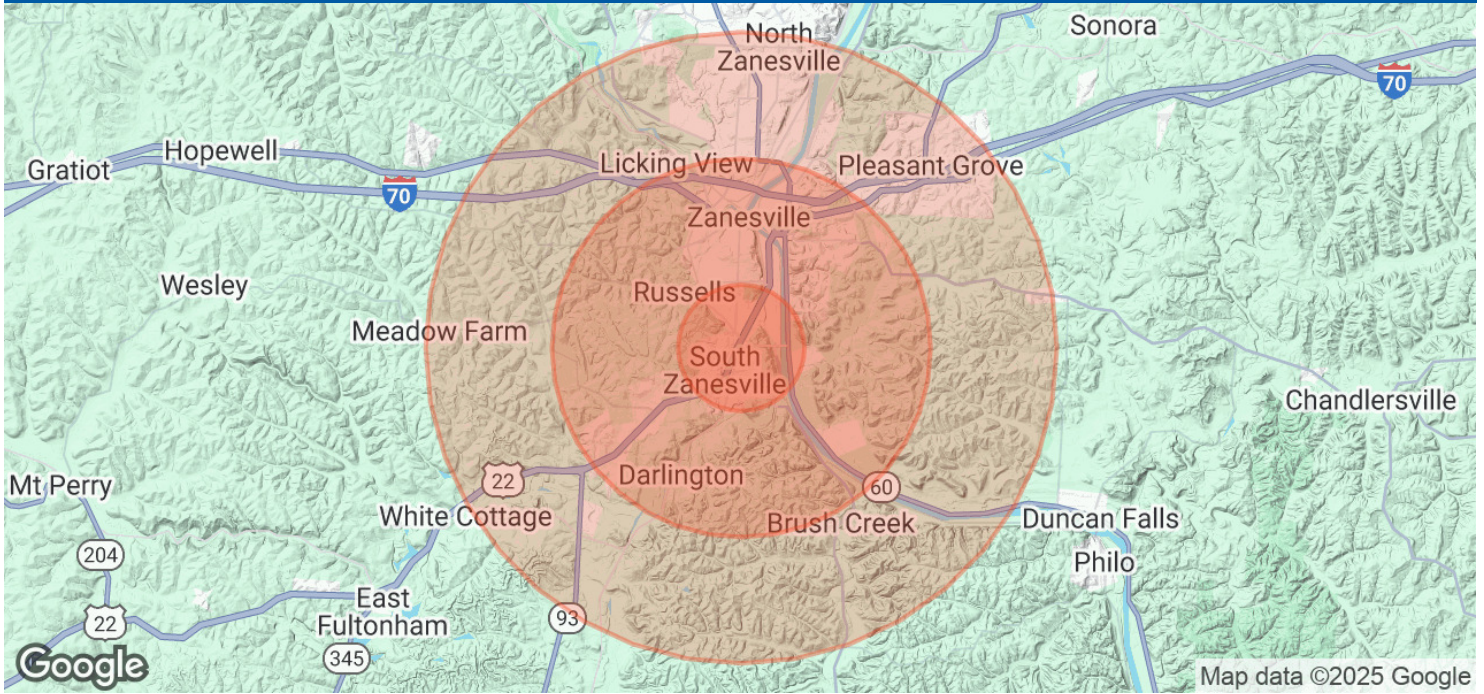 Sonora
North
Zanesville
70
Hopewell
Gratiot
Licking View
Pleasant Grove
70
Zanesville
Wesley
Russells
Meadow Farm
South
Zanesville
Chandlersville
Darlington
22
60
Mt Perry
White Cottage
Brush Creek
Duncan Falls
204
Philo
East
Fultonham
22
93
345
Google
Map data ©2025 Google